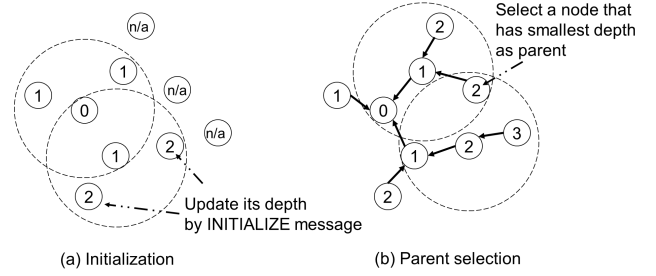 n/a
1
n/a
1
0
n/a
1
2
2
Update its depth
by INITIALIZE message
(a) Initialization
Select a node that
has smallest depth
as parent
2
1
2
1
0
3
2
1
2
(b) Parent selection